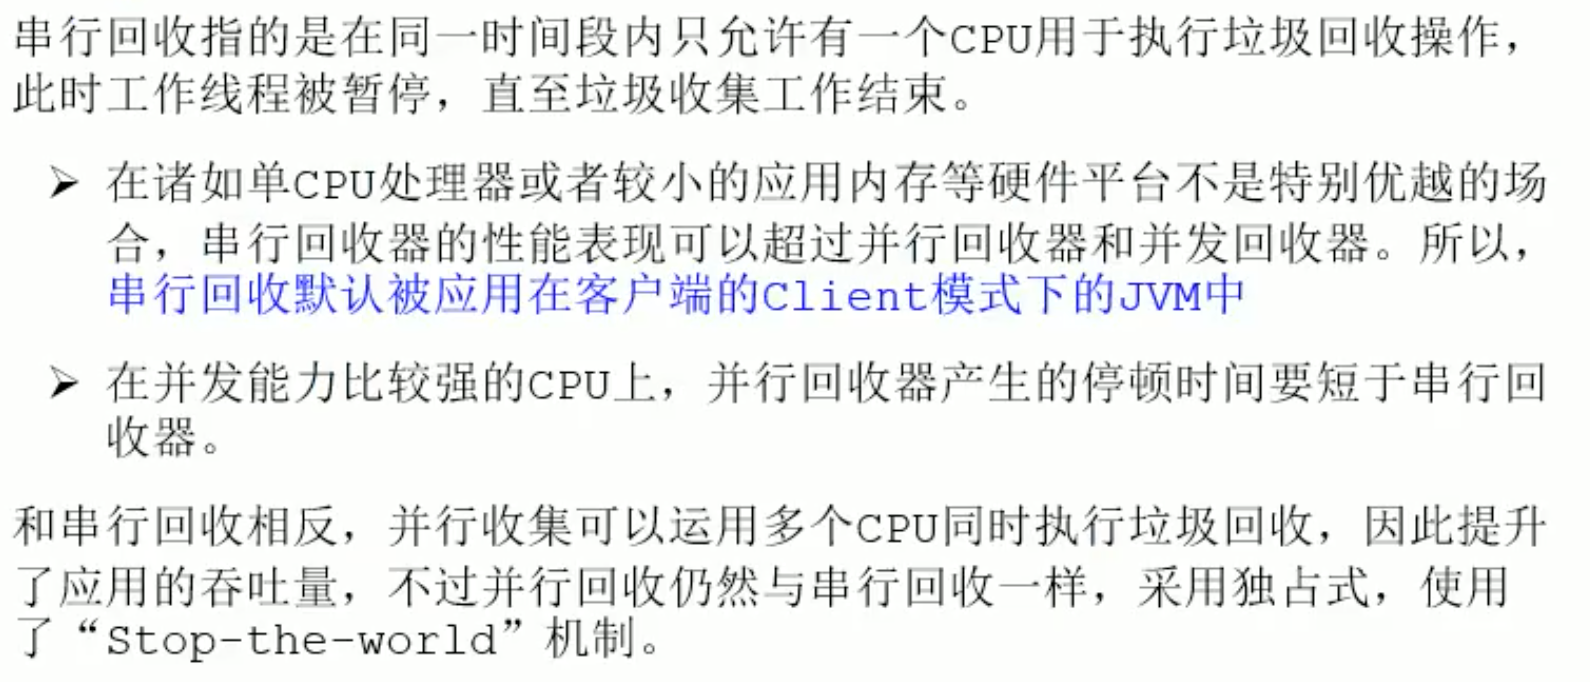 串行回收指的是在同一时间段内只允许有一个CPU用于执行垃圾回收操作，
此时工作线程被暂停，直至垃圾收集工作结束。
➢ 在诸如单CPU处理器或者较小的应用内存等硬件平台不是特别优越的场
合，串行回收器的性能表现可以超过并行回收器和并发回收器。所以，
串行回收默认被应用在客户端的Client模式下的JVM中
➢ 在并发能力比较强的CPU上，并行回收器产生的停顿时间要短于串行回
收器。
和串行回收相反，并行收集可以运用多个CPU同时执行垃圾回收，因此提升
了应用的吞吐量，不过并行回收仍然与串行回收一样，采用独占式，使用
了“Stop-the-world”机制。